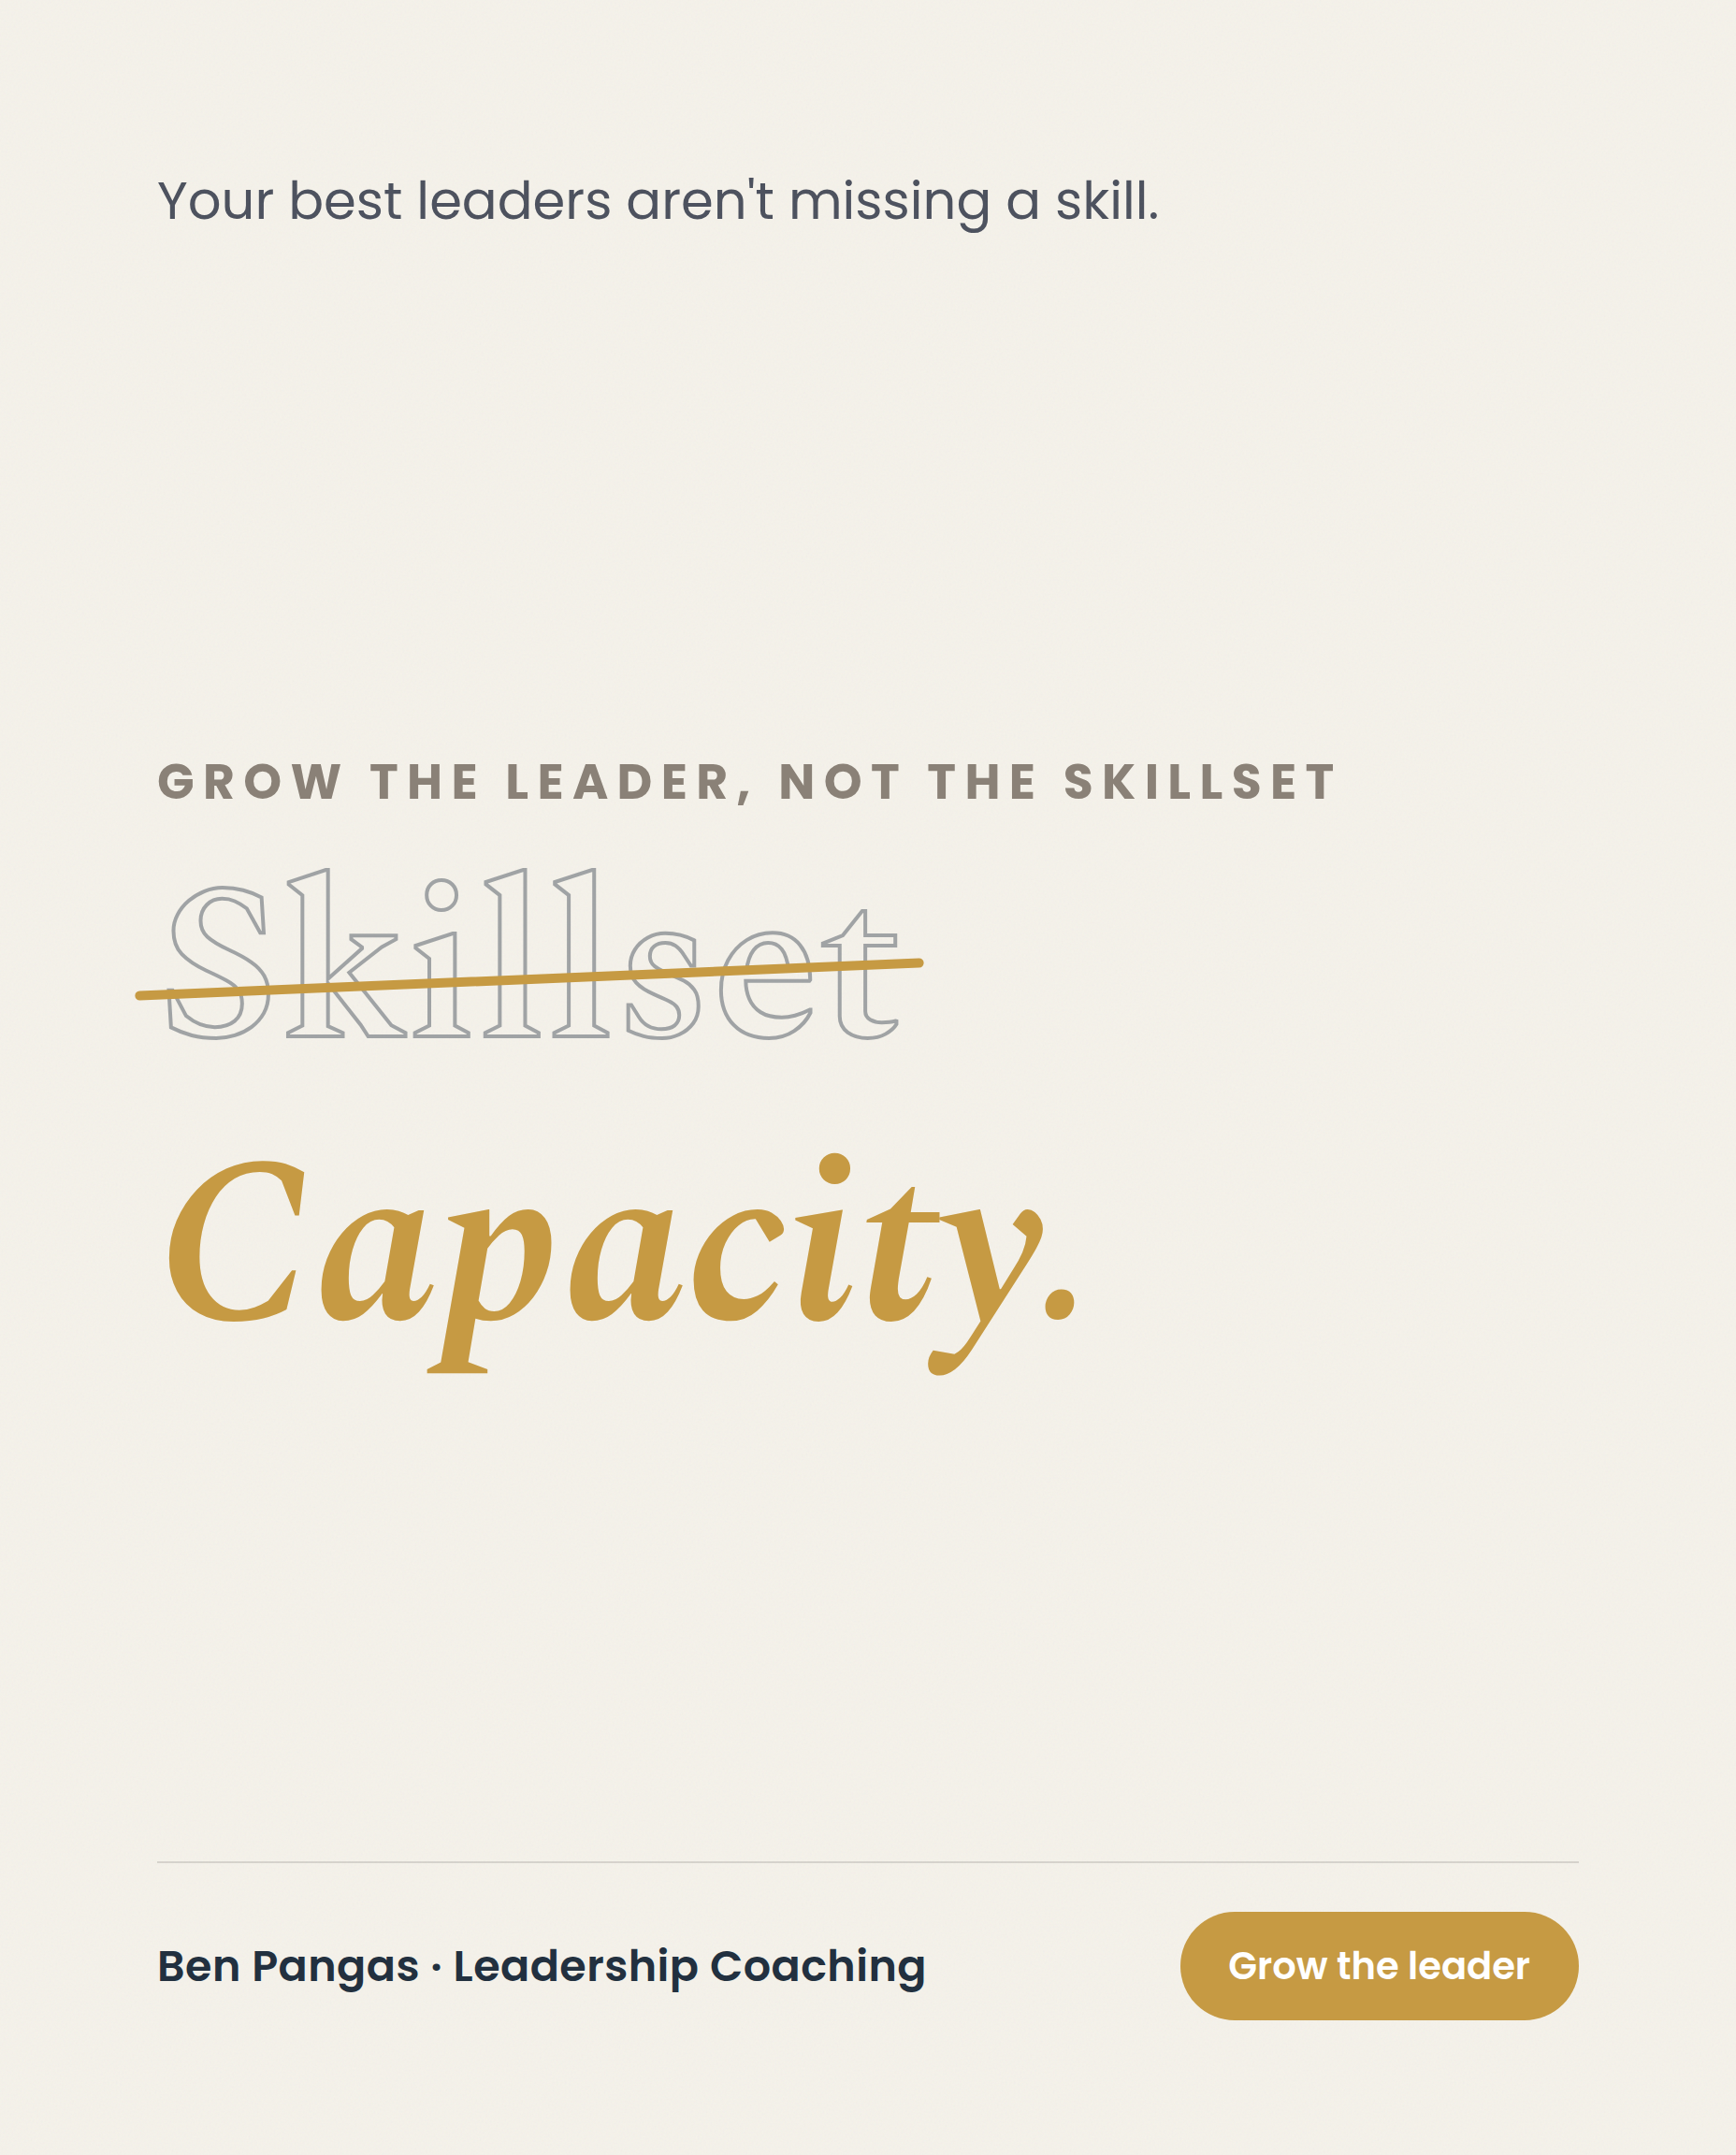 Your best leaders aren't missing a skill.
GROW THE LEADER, NOT THE SKILLSET
Skillset
Capacity.
Ben Pangas · Leadership Coaching
Grow the leader